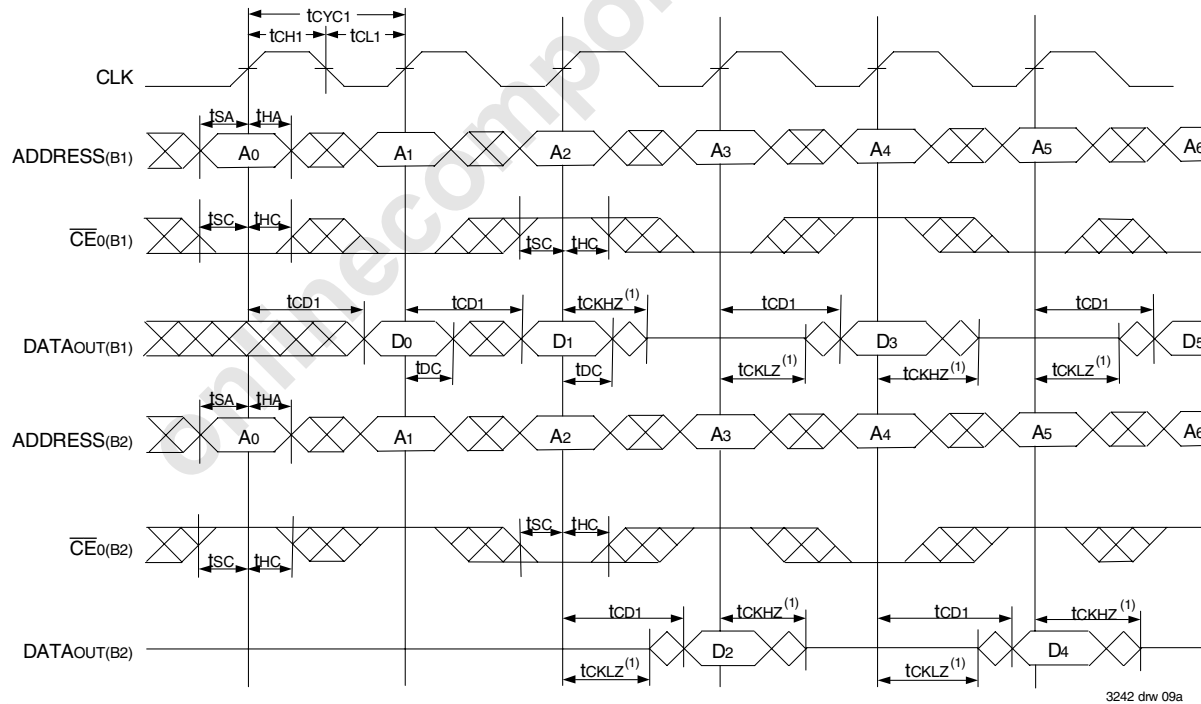 tCYC1
tCH1 tCL1
CLK
tSA tHA
ADDRESS(B1) A0 A1 A2 A3 A4 A5 A6
tSC tHC
CE0(B1) tSC tHC
tCD1 tCD1 tCKHZ(1) tCD1 tCD1
DATAOUT(B1) D0 D1 D3 D5
tDC tDC tCKLZ(1) tCKHZ(1) tCKLZ(1)
tSA tHA
ADDRESS(B2) A0 A1 A2 A3 A4 A5 A6
tSC tHC
CE0(B2)
tSC tHC
tCD1 tCKHZ(1) tCD1 tCKHZ(1)
DATAOUT(B2) D2 D4
tCKLZ(1) tCKLZ(1)
3242 drw 09a
onlinecompo